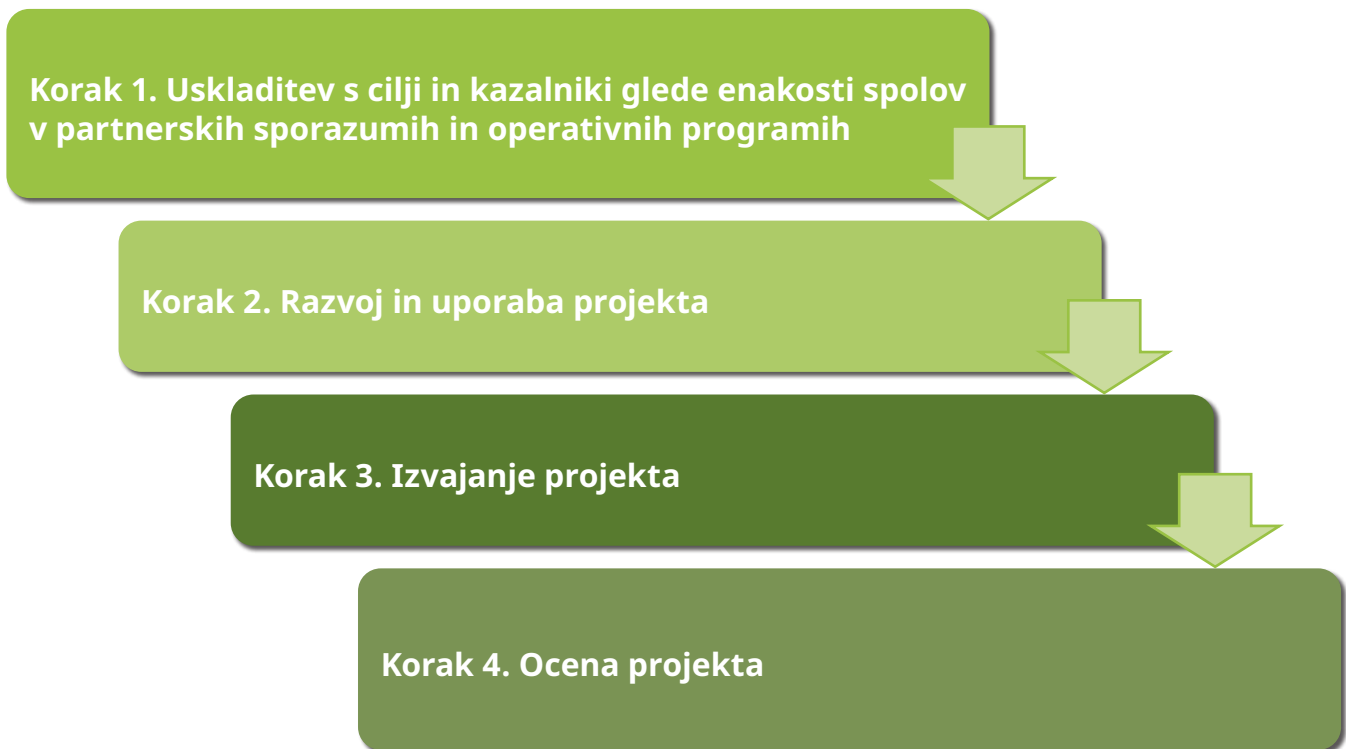 Korak 1. Uskladitev s cilji in kazalniki glede enakosti spolov
v partnerskih sporazumih in operativnih programih
Korak 2. Razvoj in uporaba projekta
Korak 3. Izvajanje projekta
Korak 4. Ocena projekta